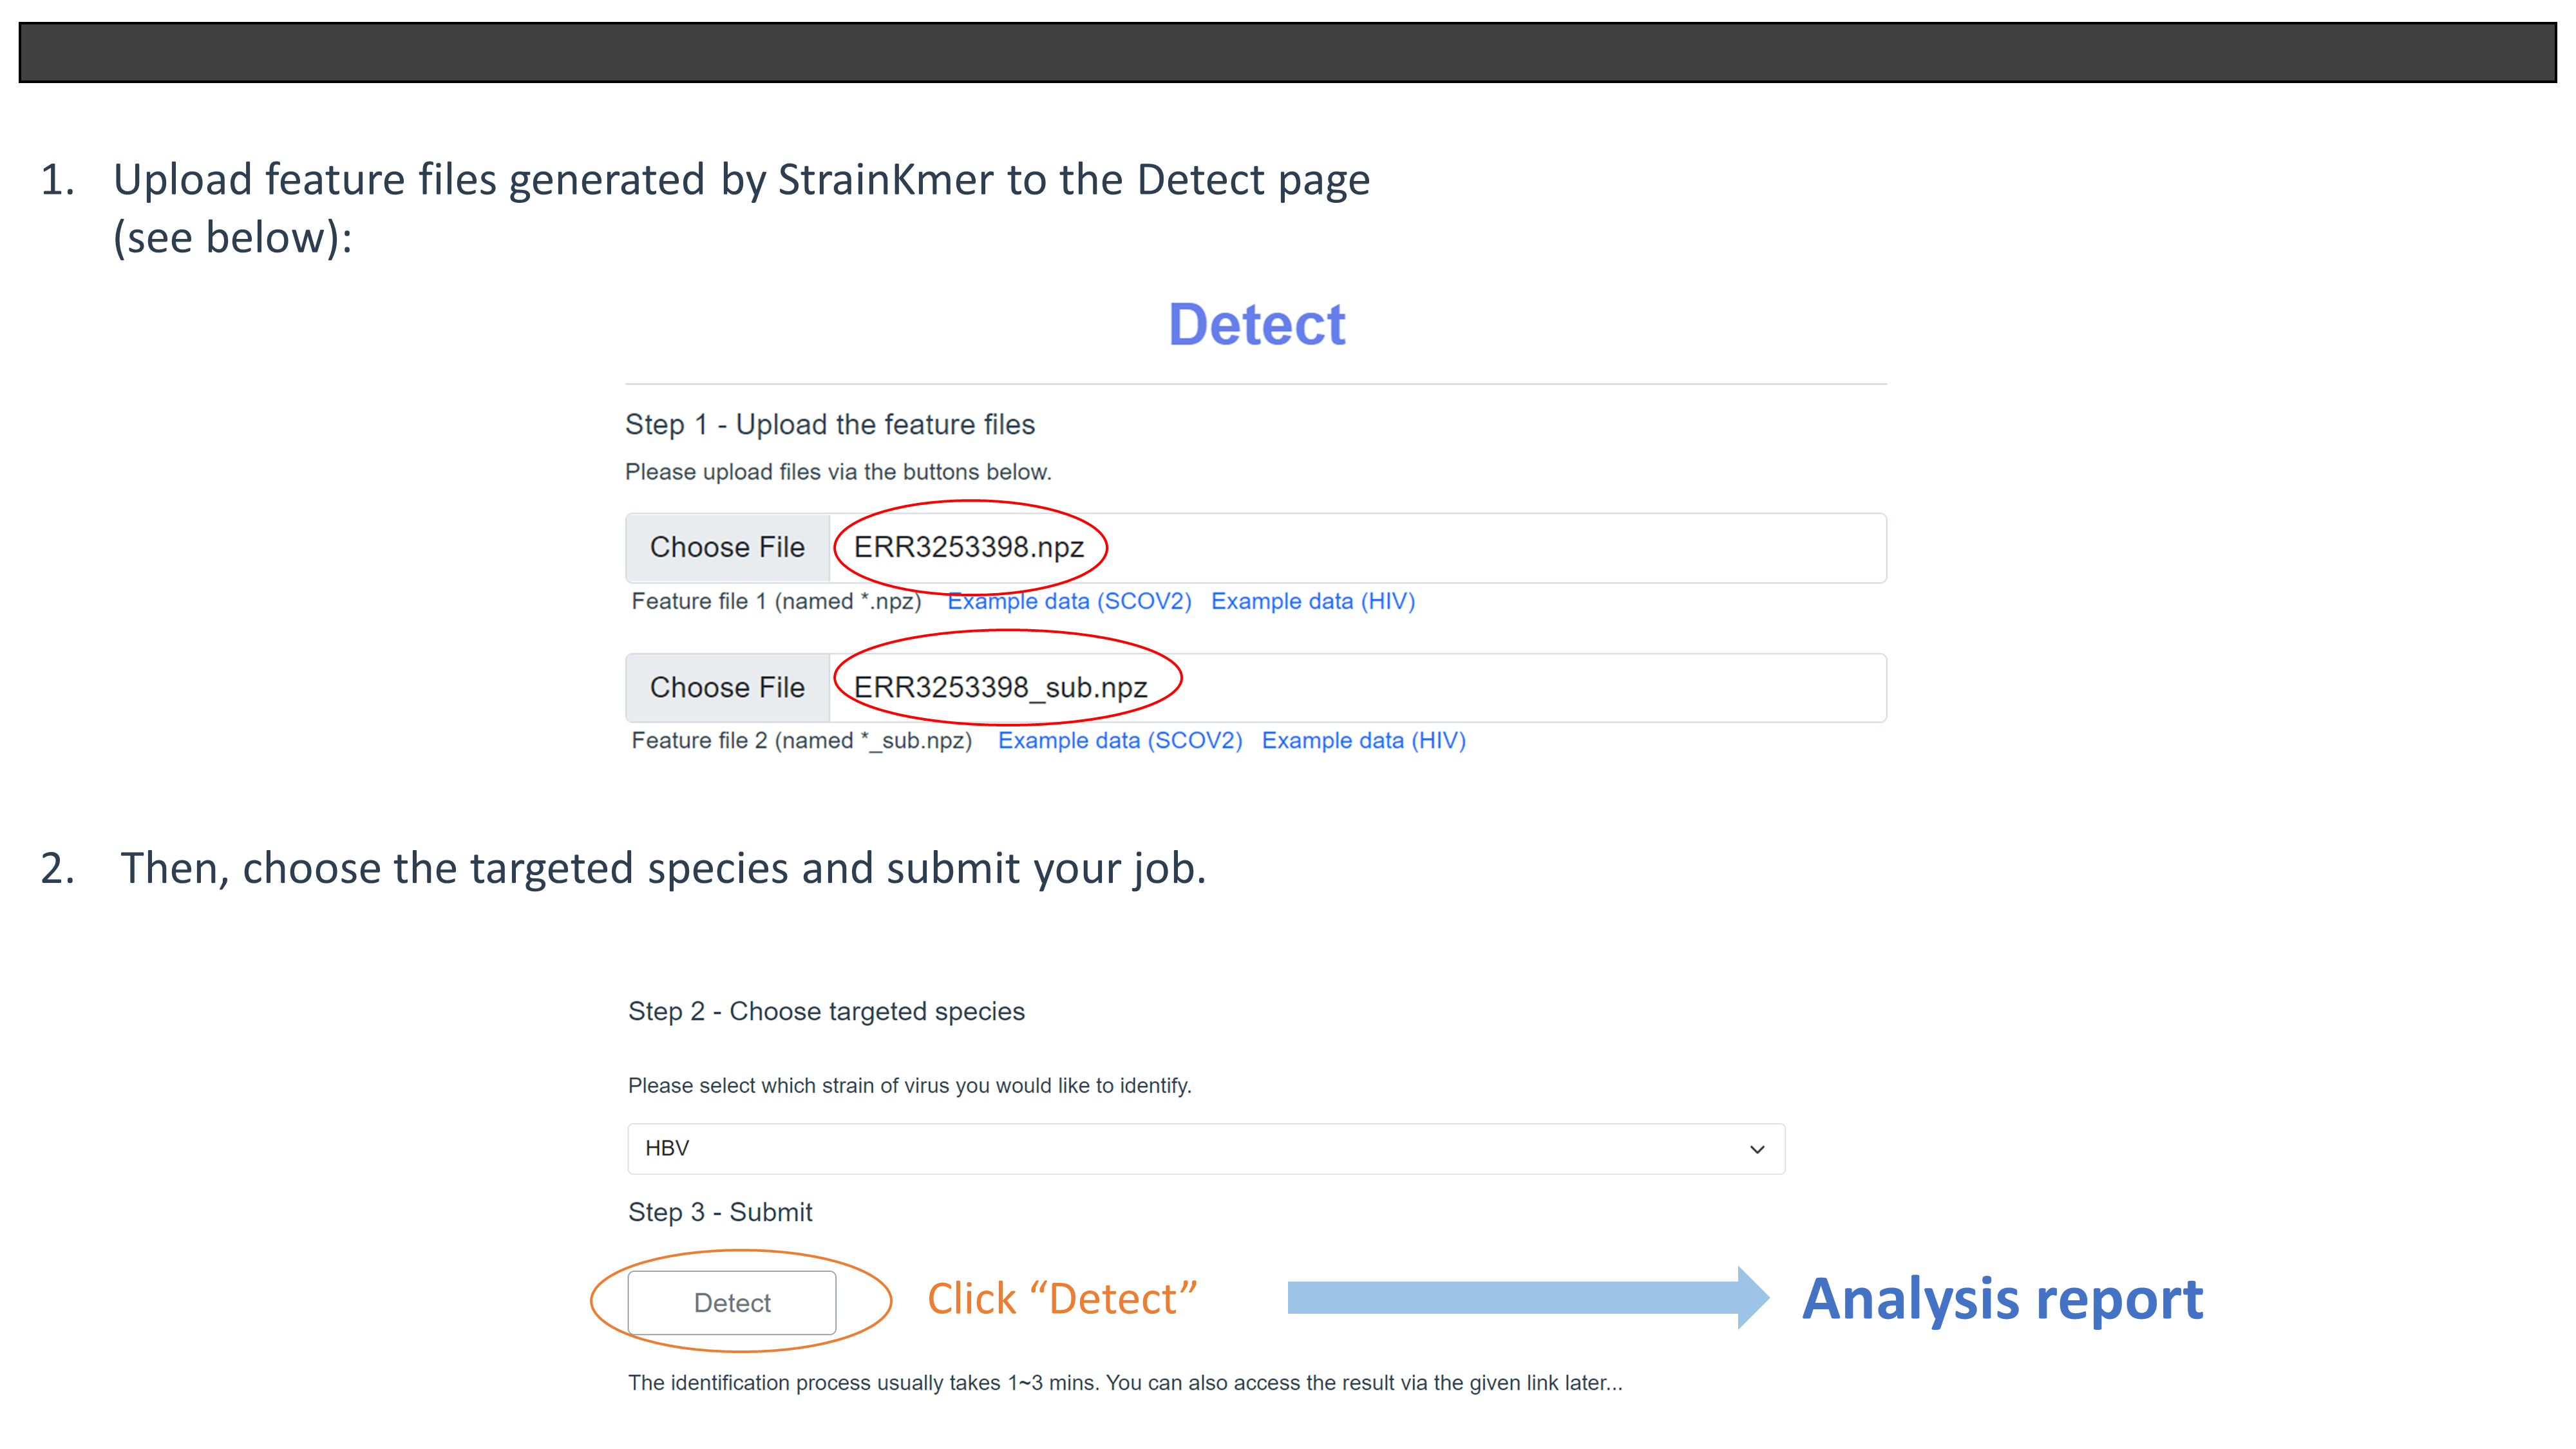 1. Upload feature files generated by StrainKmer to the Detect page
(see below):
Detect
Step 1 - Upload the feature files
Please upload files via the buttons below.
Choose File ERR3253398.npz
Feature file 1 (named *.npz) Example data (SCOV2) Example data (HIV)
Choose File ERR3253398_sub.npz
Feature file 2 (named *_sub.npz) Example data (SCOV2) Example data (HIV)
2. Then, choose the targeted species and submit your job.
Step 2 - Choose targeted species
Please select which strain of virus you would like to identify.
HBV
Step 3 - Submit
Detect Click “Detect” Analysis report
The identification process usually takes 1~3 mins. You can also access the result via the given link later...